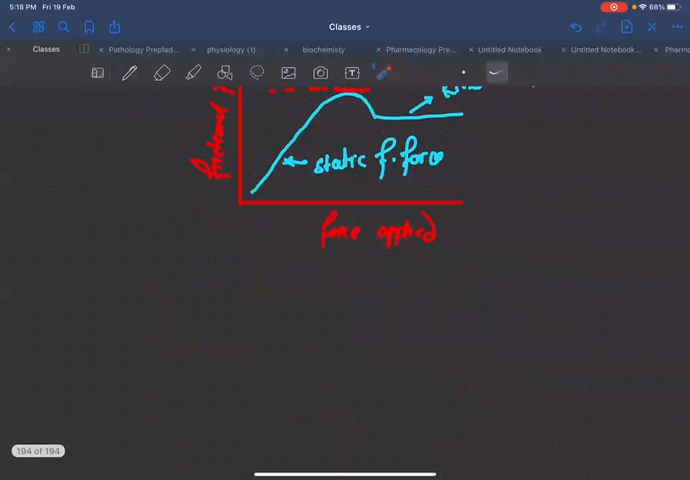 5:18 PM Fri 19 Feb
68%
Classes
Classes
Pathology Preplad...
physiology (1)
biochemisty
Pharmacology Pre...
Untitled Notebook
Untitled Notebook...
Pharma
frictional
static f. force
force applied
194 of 194